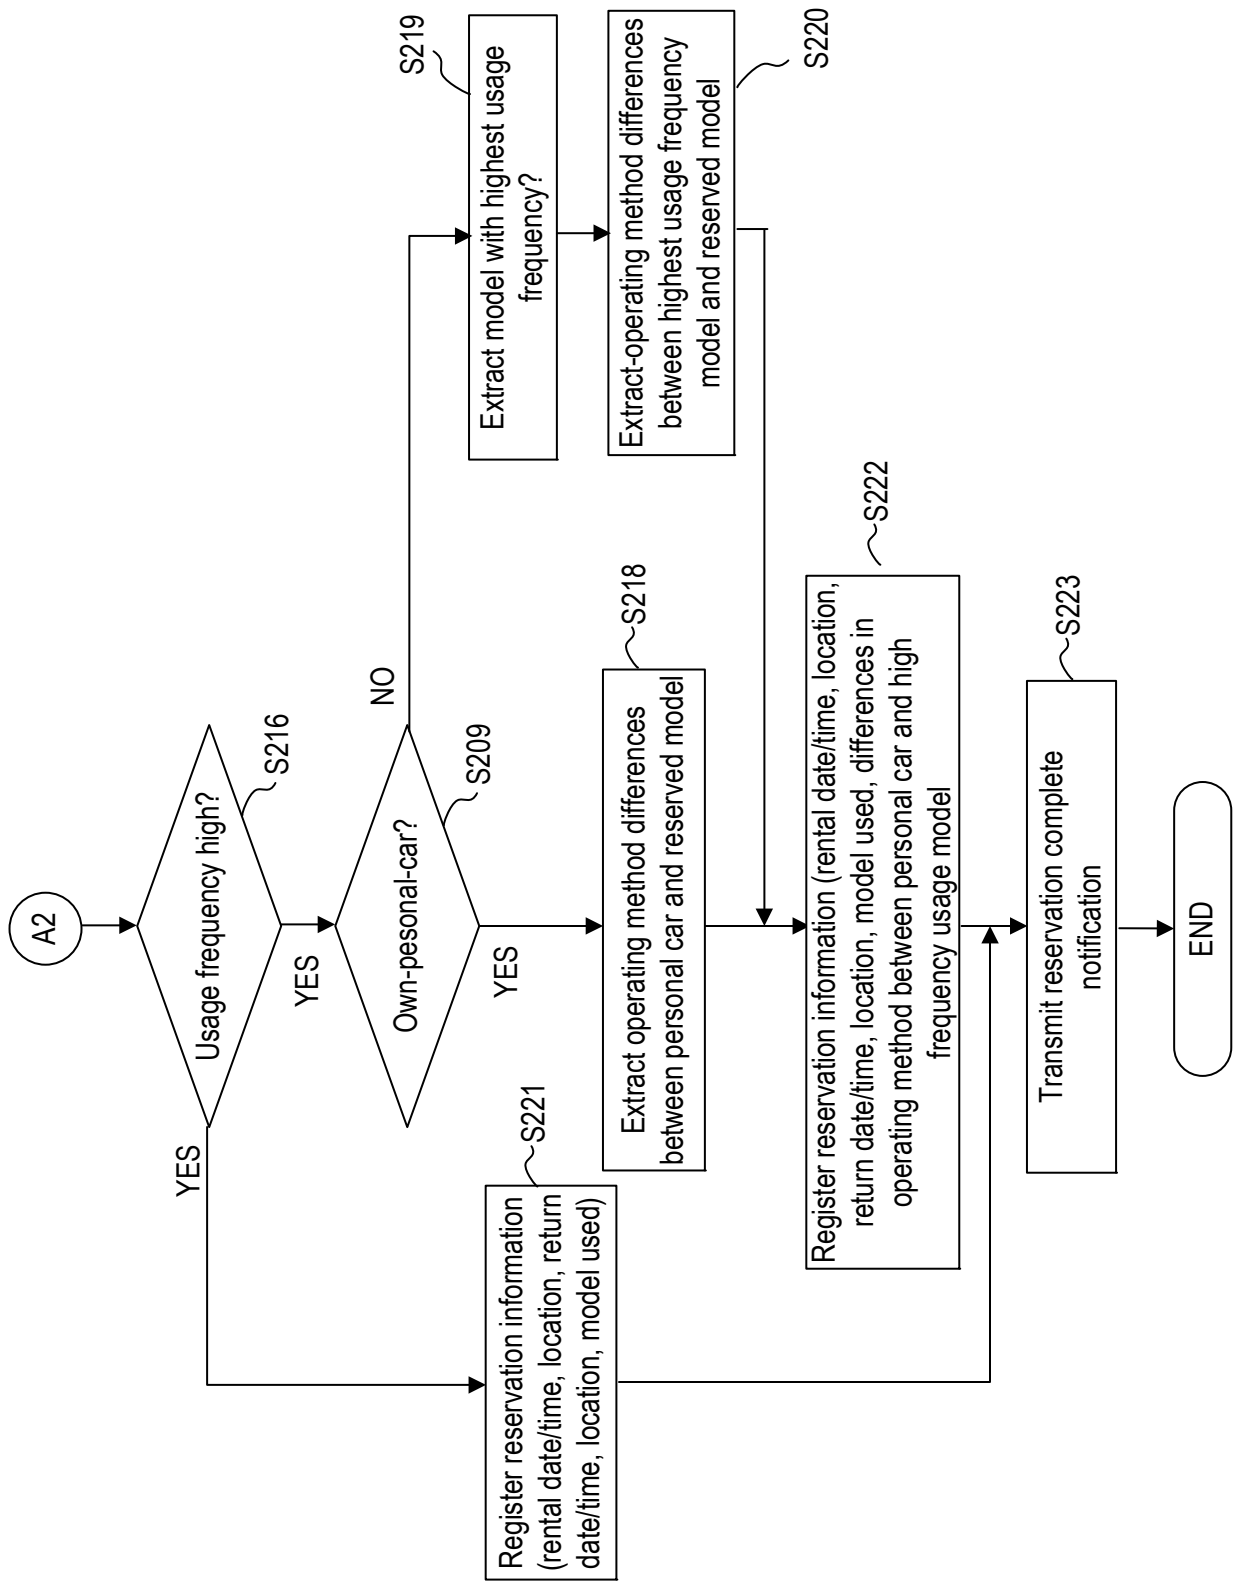 A2
Usage frequency high?
S216
YES
YES
Own-pesonal-car?
S209
NO
YES
S219
Extract model with highest usage
frequency?
S220
Extract-operating method differences
between highest usage frequency
model and reserved model
S221
Register reservation information
(rental date/time, location, return
date/time, location, model used)
S218
Extract operating method differences
between personal car and reserved model
S222
Register reservation information (rental date/time, location,
return date/time, location, model used, differences in
operating method between personal car and high
frequency usage model
S223
Transmit reservation complete
notification
END